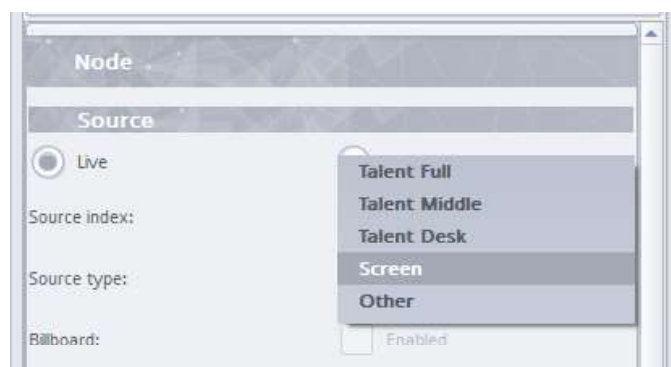 Node
Source
Live
Talent Full
Talent Middle
Source index:
Talent Desk
Screen
Source type:
Other
Billboard:
Enabled